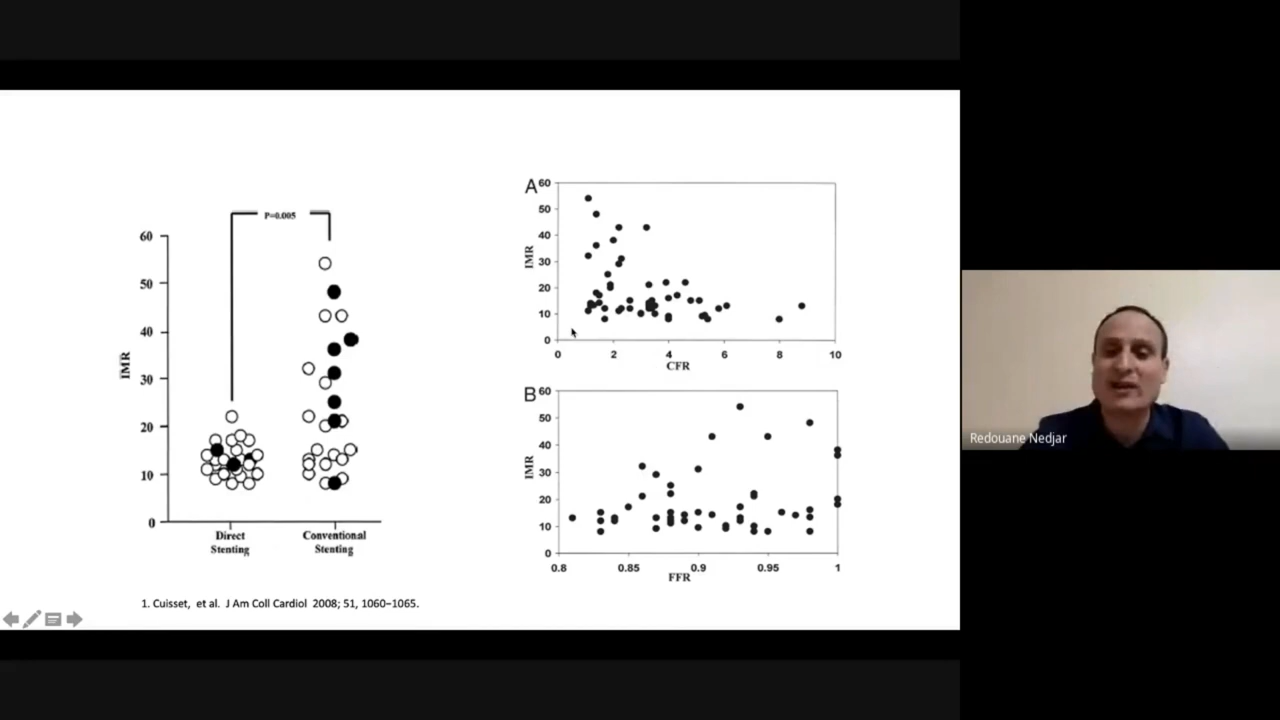 P=0.005
60
50
40
30
20
10
0
IMR
Direct
Stenting
Conventional
Stenting
A
60
50
40
30
20
10
0
IMR
0 2 4 6 8 10
CFR
B
60
50
40
30
20
10
0
IMR
0.8 0.85 0.9 0.95 1
FFR
1. Cuisset, et al. J Am Coll Cardiol 2008; 51, 1060–1065.
Redouane Nedjar